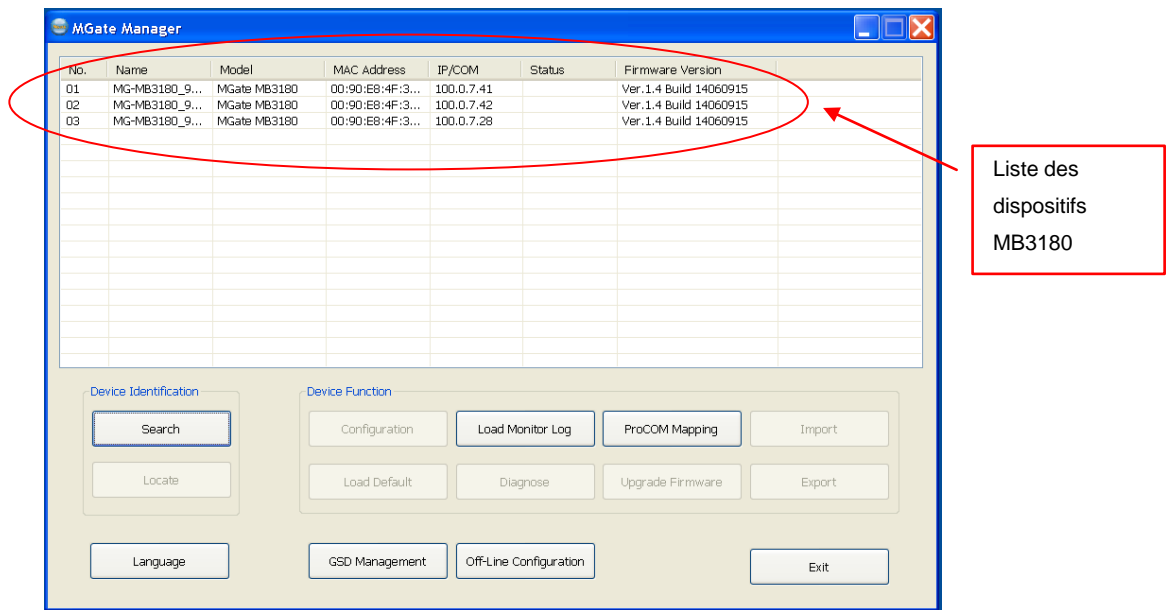 MGate Manager
No. Name Model MAC Address IP/COM Status Firmware Version
01 MG-MB3180_9... MGate MB3180 00:90:E8:4F:3... 100.0.7.41 Ver.1.4 Build 14060915
02 MG-MB3180_9... MGate MB3180 00:90:E8:4F:3... 100.0.7.42 Ver.1.4 Build 14060915
03 MG-MB3180_9... MGate MB3180 00:90:E8:4F:3... 100.0.7.28 Ver.1.4 Build 14060915
Liste des
dispositifs
MB3180
Device Identification Device Function
Search Configuration Load Monitor Log ProCOM Mapping Import
Locate Load Default Diagnose Upgrade Firmware Export
Language GSD Management Off-Line Configuration Exit